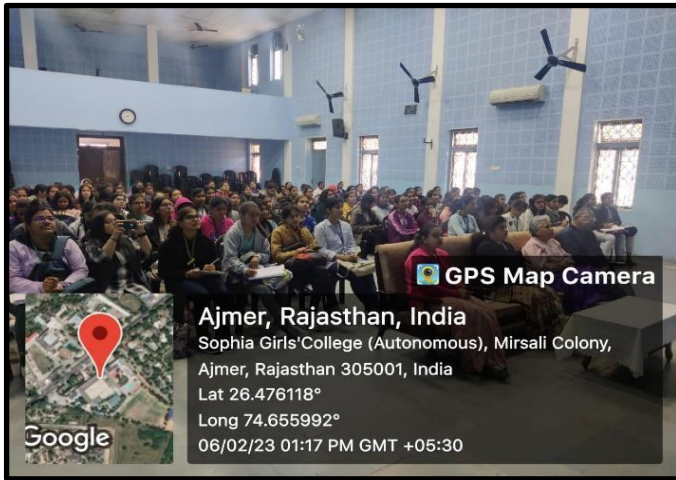 GPS Map Camera
Ajmer, Rajasthan, India
Sophia Girls'College (Autonomous), Mirsali Colony,
Ajmer, Rajasthan 305001, India
Lat 26.476118°
Long 74.655992°
06/02/23 01:17 PM GMT +05:30
Google